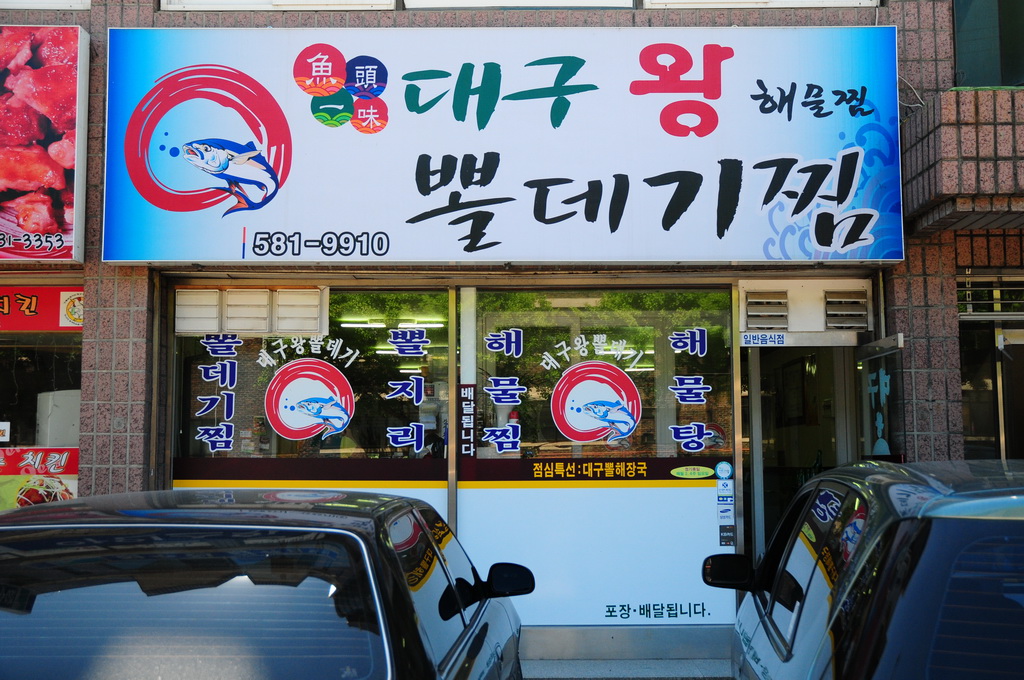 魚頭一味
대구 왕 해물찜
뽈데기찜
581-9910
31-3353
치킨
치킨
대구왕뽈데기
대구왕뽈데기
뽈데기찜
뽈지리
해물찜
해물탕
배달됩니다
일반음식점
점심특선:대구뽈해장국
포장·배달됩니다.